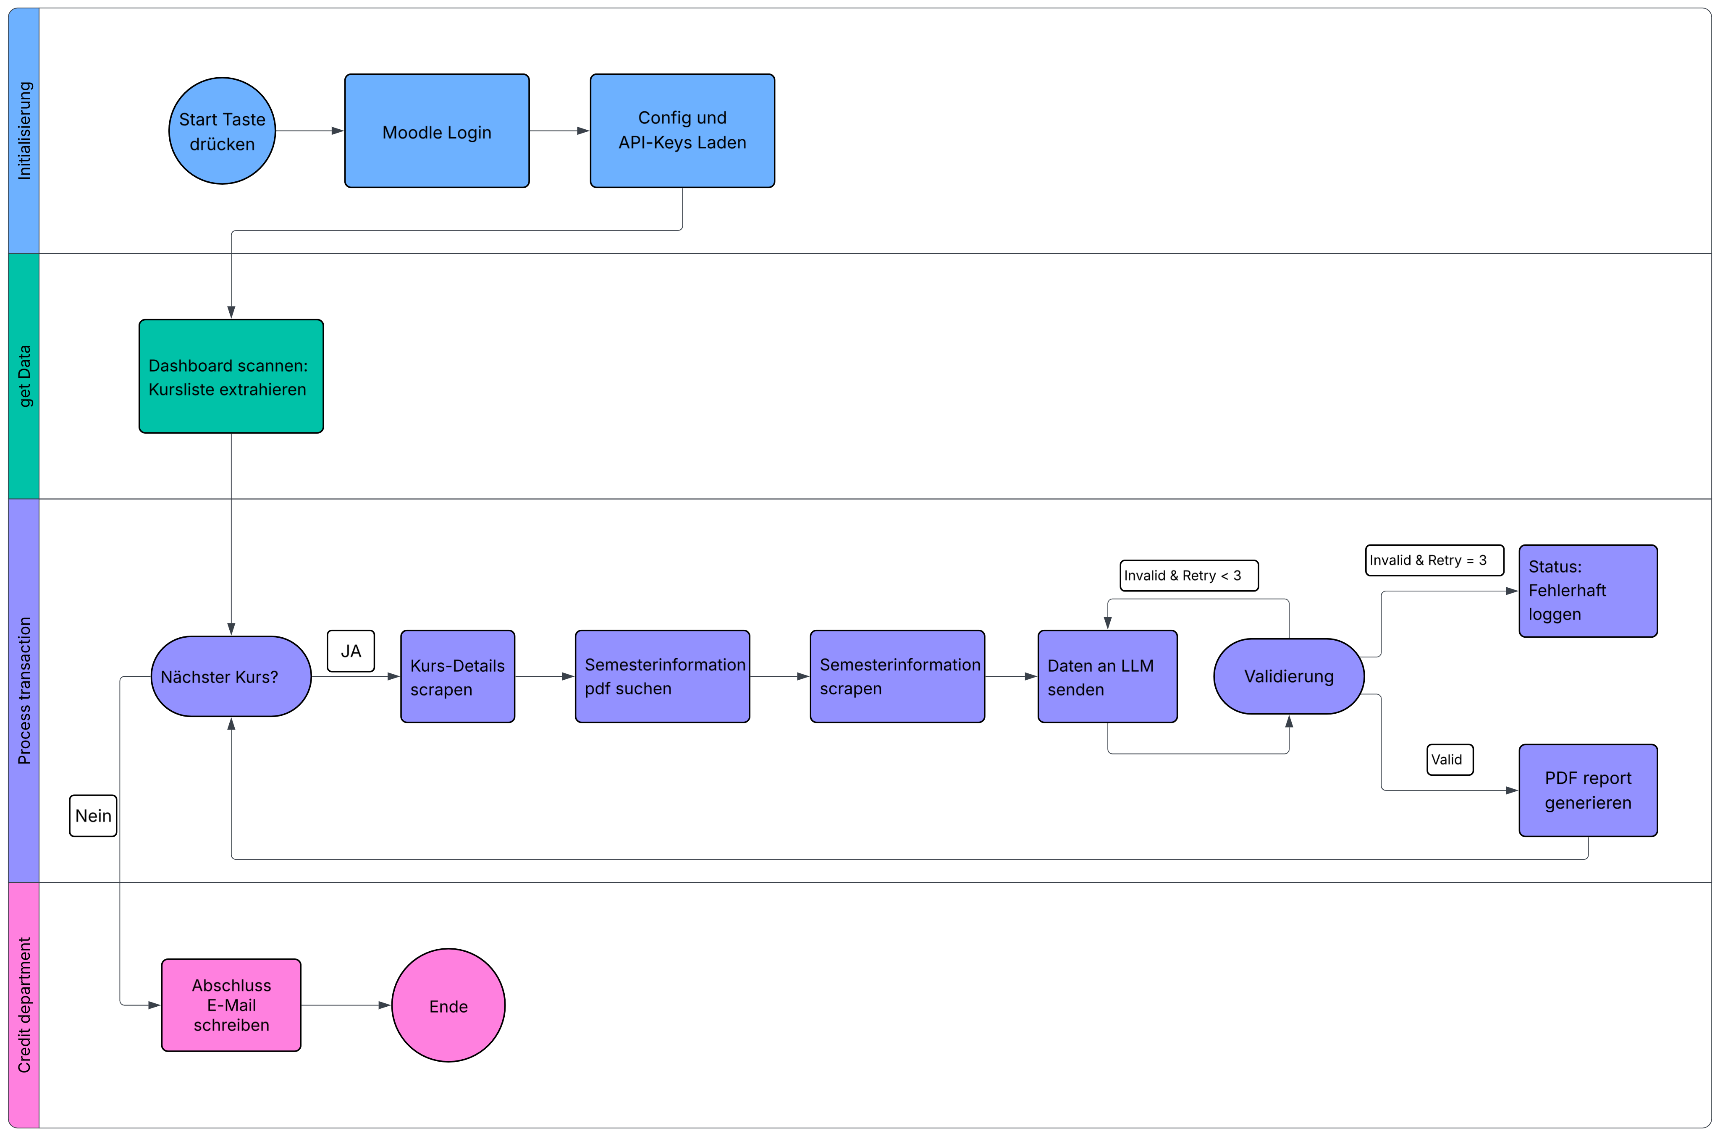 Initialisierung
Start Taste
drücken
Moodle Login
Config und
API-Keys Laden
get Data
Dashboard scannen:
Kursliste extrahieren
Process transaction
Nächster Kurs?
JA
Kurs-Details
scrapen
Semesterinformation
pdf suchen
Semesterinformation
scrapen
Daten an LLM
senden
Invalid & Retry < 3
Validierung
Invalid & Retry = 3
Status:
Fehlerhaft
loggen
Valid
PDF report
generieren
Nein
Credit department
Abschluss
E-Mail
schreiben
Ende